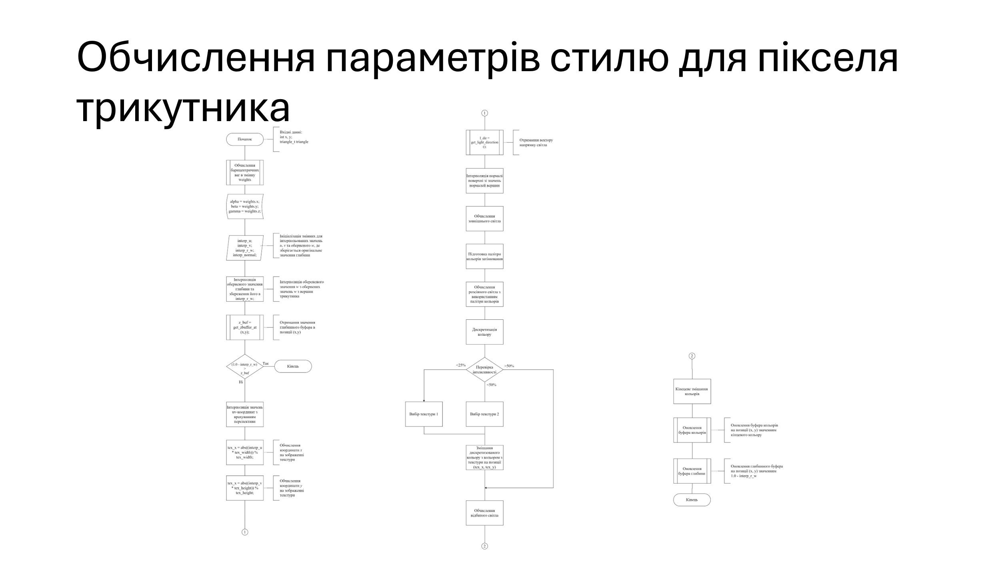 Обчислення параметрів стилю для пікселя
трикутника
Початок
Вхідні данні:
int x, y;
triangle_t triangle
Обчислення
барицентричних
ваг в змінну
weights
alpha = weights.x;
beta = weights.y;
gamma = weights.z;
interp_u;
interp_v;
interp_r_w;
interp_normal;
Ініціалізація змінних для
інтерпольованих значень
u, v та оберненого w, де
зберігається оригінальне
значення глибини
Інтерполяція
оберненого значення
глибини та
збереження його в
interp_r_w;
Інтерполяція оберененого
значення w з обернених
значень w з вершин
трикутника
z_buf =
get_zbuffer_at
(x,y);
Отримання значення
глибинного буфера в
позиції (x,y)
(1.0 - interp_r_w)
>
z_buf
Так
Кінець
Ні
Інтерполяція значень
uv-координат з
врахуванням
перспективи
tex_x = abs((interp_u
* tex_width)) %
tex_width;
Обчислення
координати x
на зображенні
текстури
tex_x = abs((interp_v
* tex_height)) %
tex_height;
Обчислення
координати y
на зображенні
текстури
1
1
l_dir =
get_light_direction
();
Отримання вектору
напрямку світла
Інтерполяція нормалі
поверхні зі значень
нормалей вершин
Обчислення
зовнішнього світла
Підготовка палітри
кольорів затінювання
Обчислення
розсіяного світла з
використанням
палітри кольорів
Дискретизація
кольору
Перевірка
інтенсивності
<25%
>50%
<50%
Вибір текстури 1
Вибір текстури 2
Змішання
дискретизованого
кольору з кольором з
текстури на позиції
(tex_x, tex_y)
Обчислення
відбитого світла
2
2
Кінцеве змішання
кольорів
Оновлення
буфера кольорів
Оновлення буфера кольорів
на позиції (x, y) значенням
кінцевого кольору
Оновлення
буфера глибини
Оновлення глибинного буфера
на позиції (x, y) значенням
1.0 - interp_r_w
Кінець